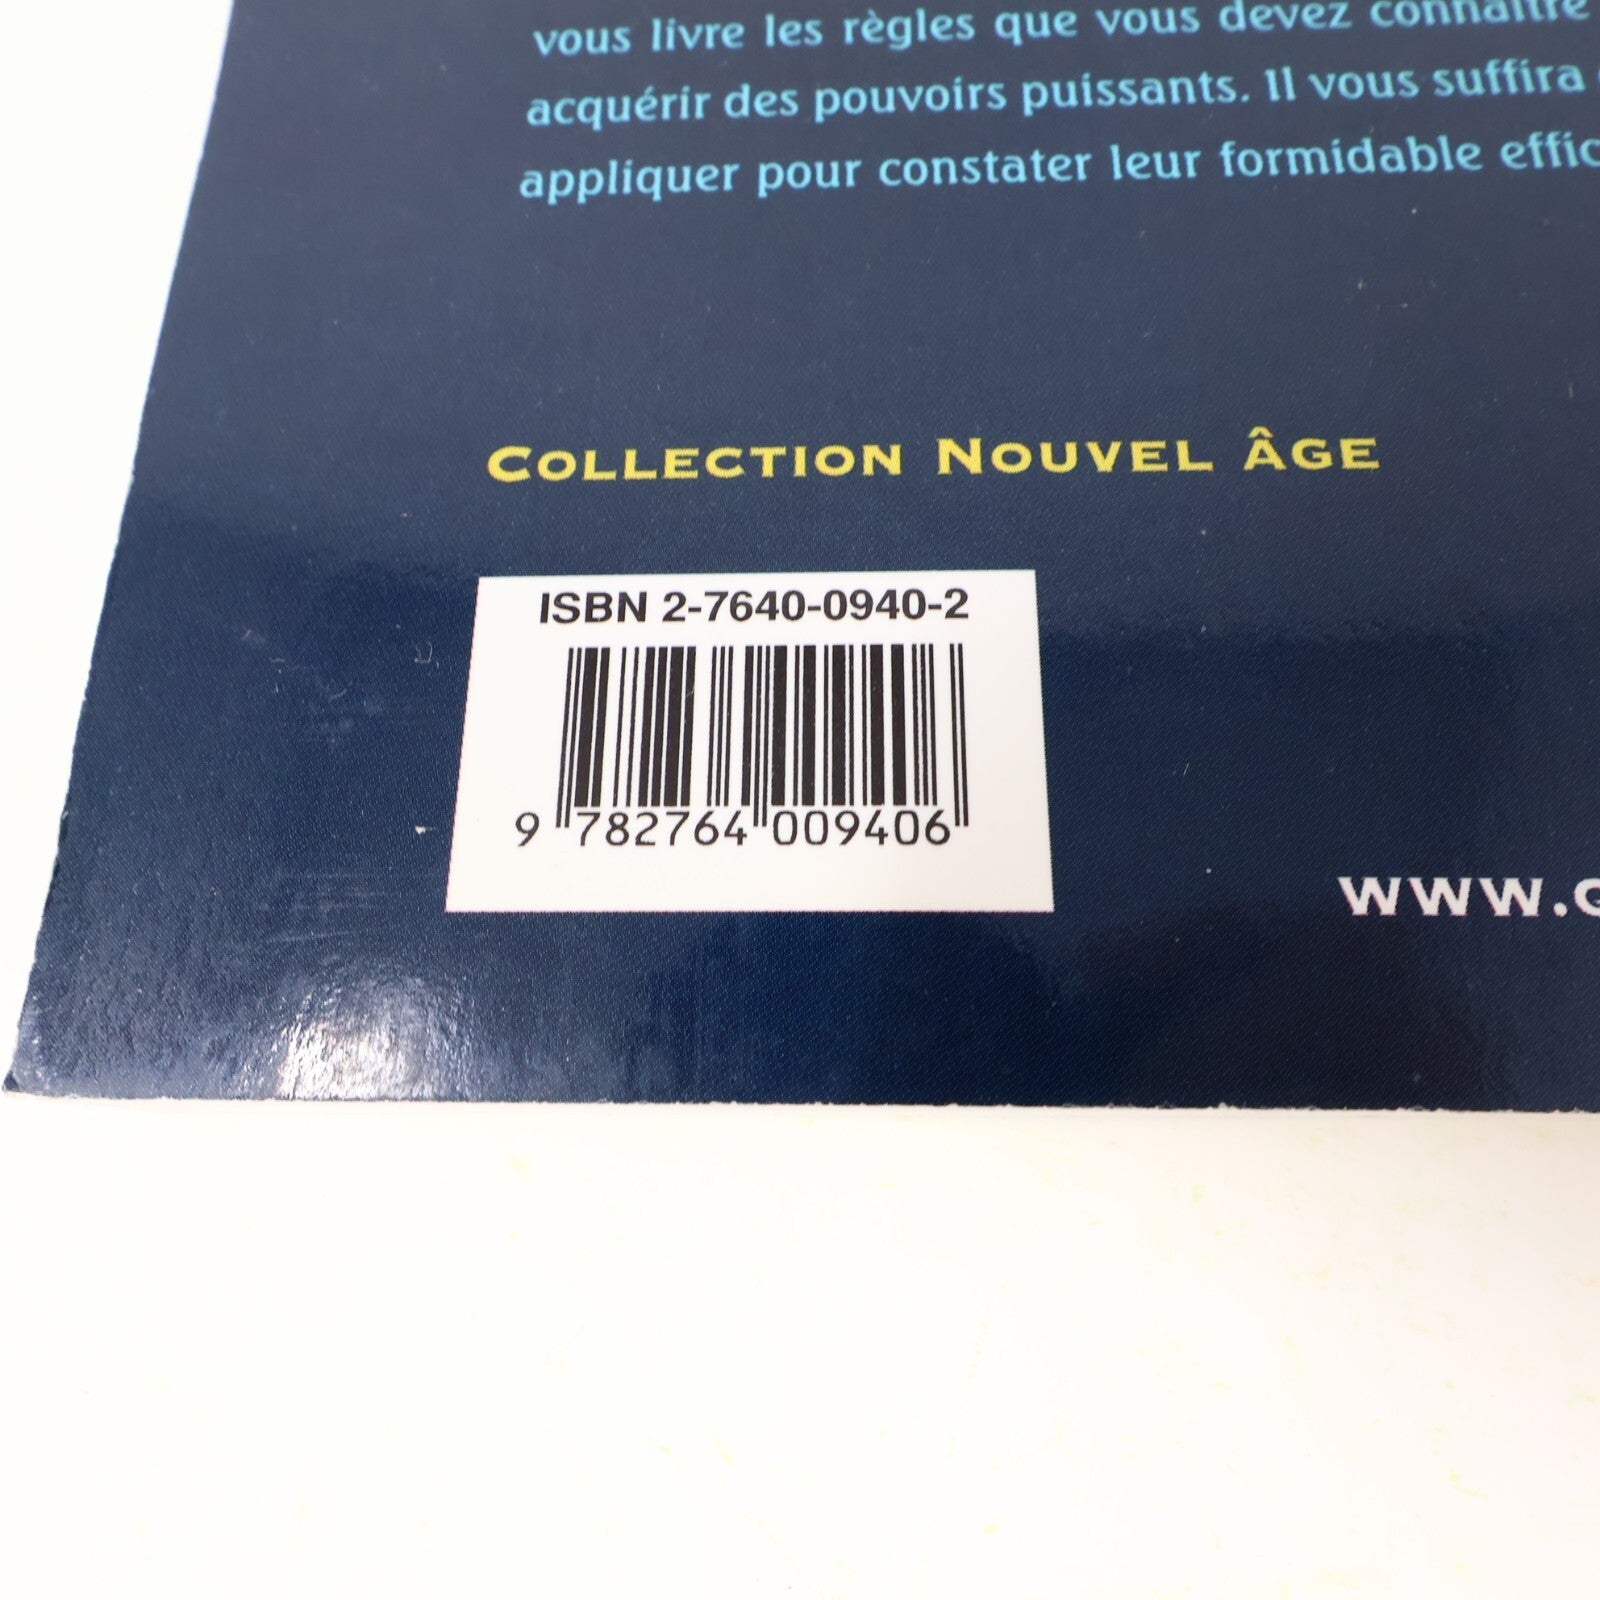 vous livre les règles que vous devez connaître
acquérir des pouvoirs puissants. Il vous suffira
appliquer pour constater leur formidable effic
COLLECTION NOUVEL ÂGE
ISBN 2-7640-0940-2
9 782764 009406
WWW.